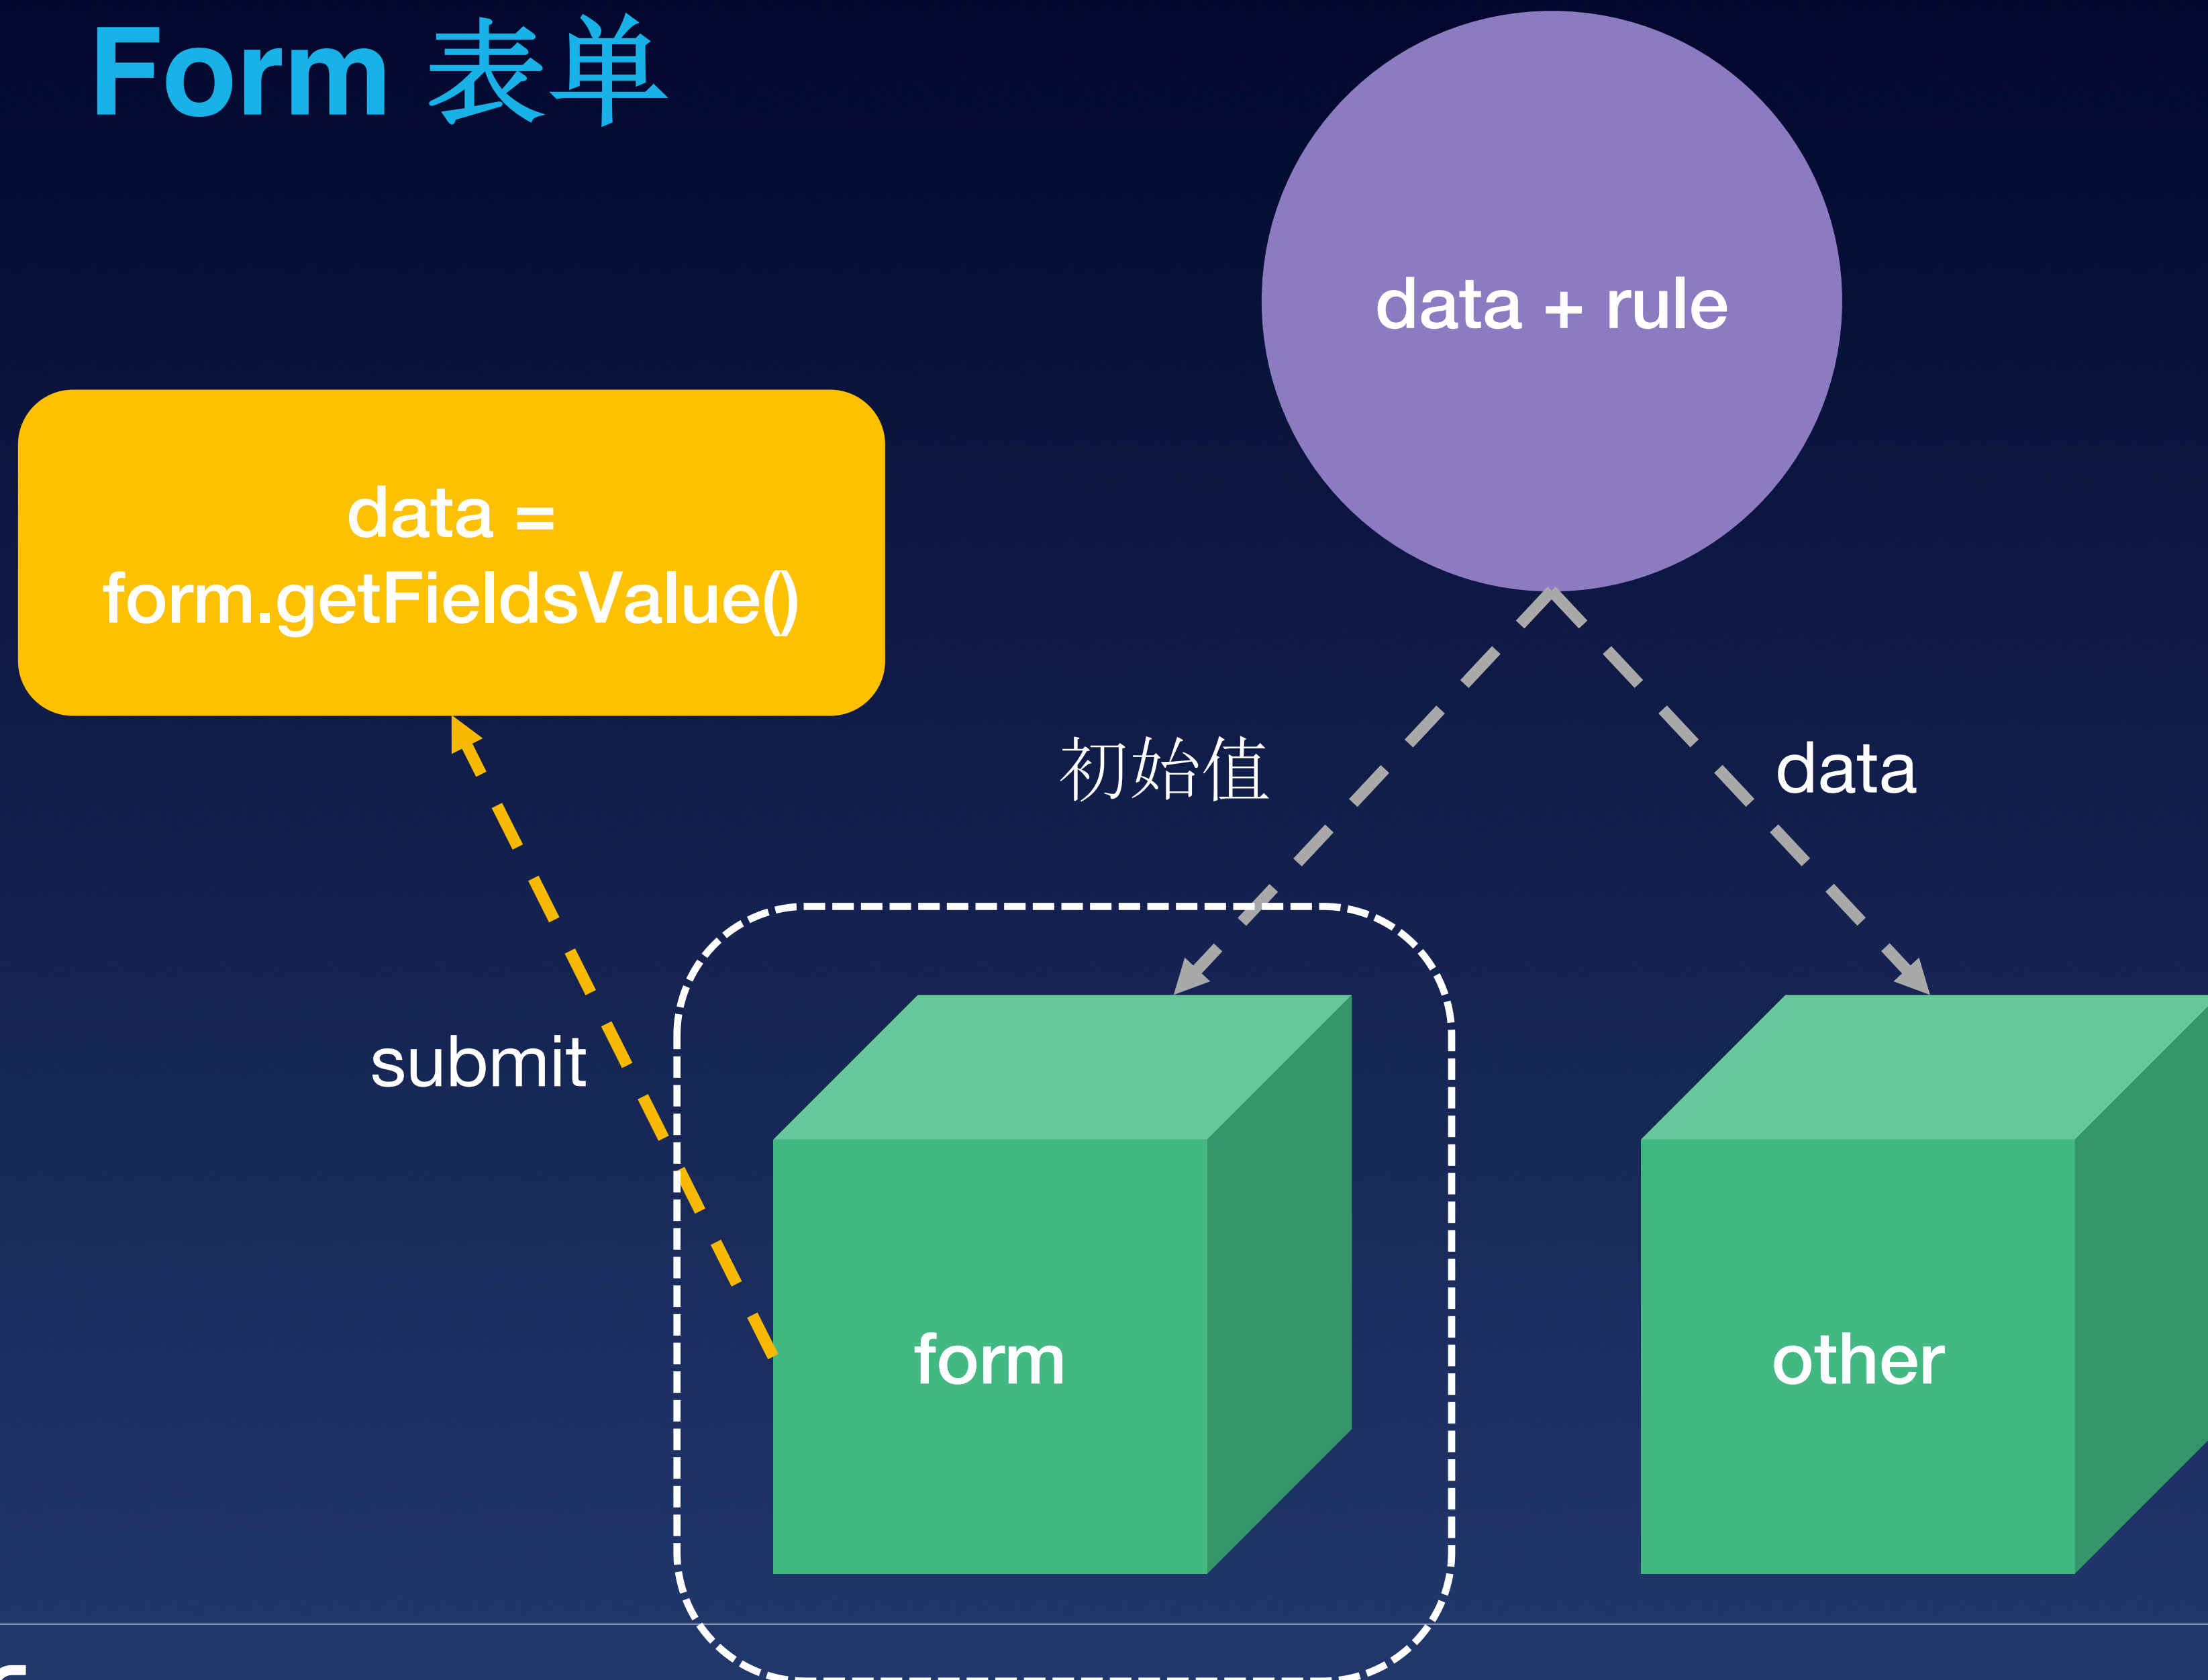 Form 表单
data + rule
data =
form.getFieldsValue()
初始值
data
submit
form
other